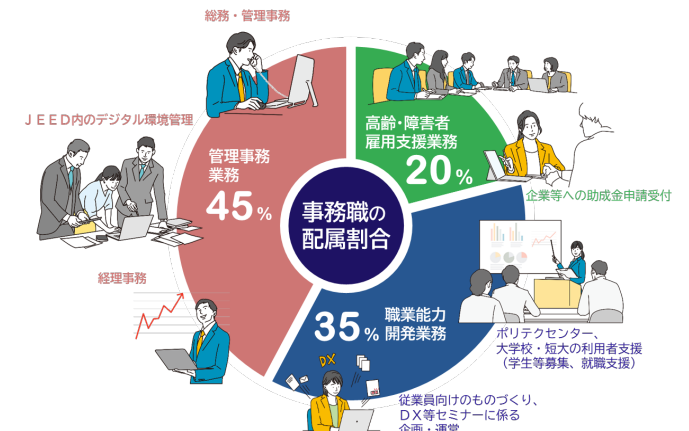 総務・管理事務
ＪＥＥＤ内のデジタル環境管理
経理事務
管理事務
業務
45%
高齢・障害者
雇用支援業務
20%
企業等への助成金申請受付
事務職の
配属割合
35%
職業能力
開発業務
ポリテクセンター、
大学校・短大の利用者支援
（学生等募集、就職支援）
DX
従業員向けのものづくり、
ＤＸ等セミナーに係る
企画・運営